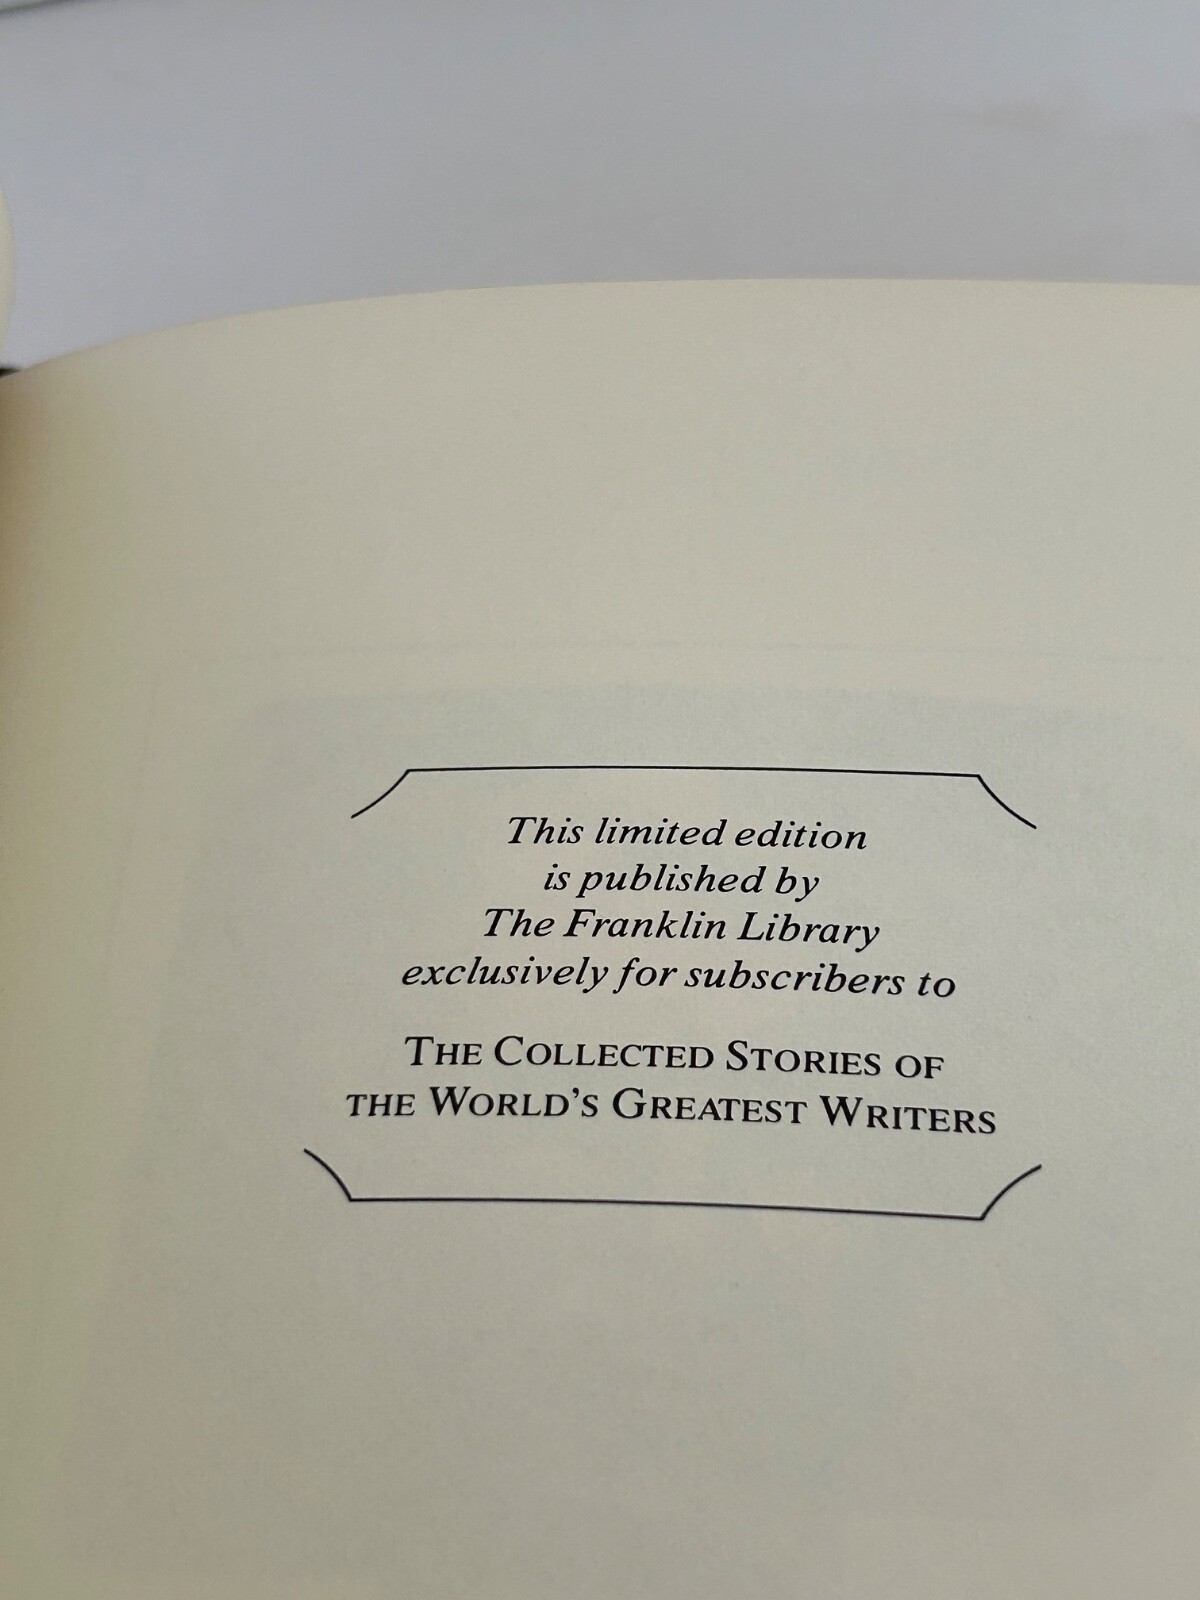 This limited edition
is published by
The Franklin Library
exclusively for subscribers to
THE COLLECTED STORIES OF
THE WORLD'S GREATEST WRITERS